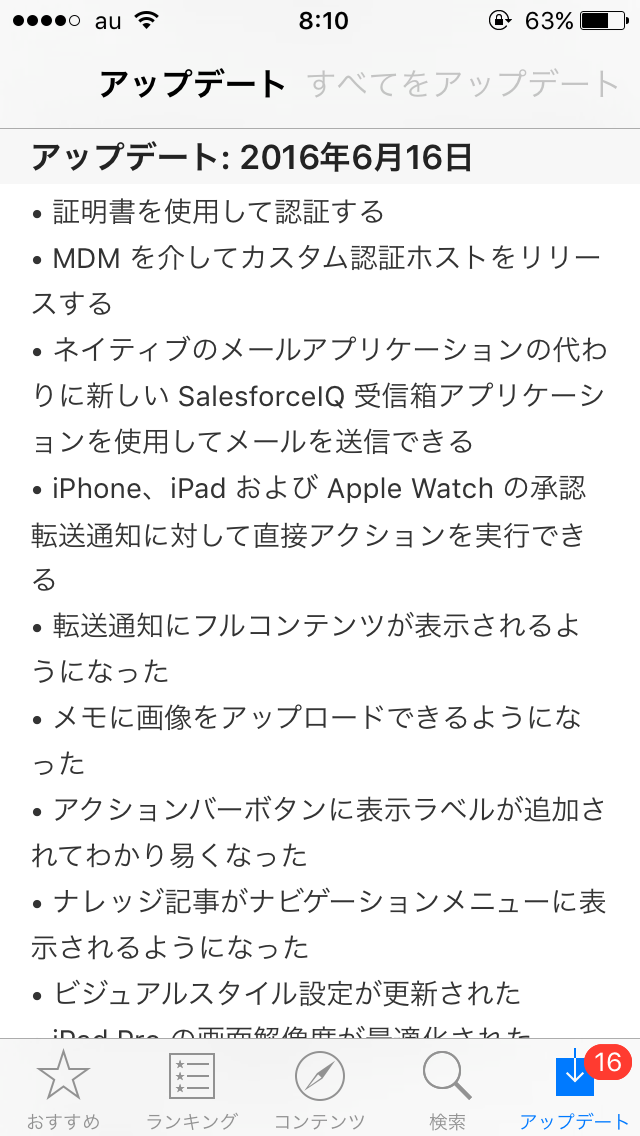 au 8:10 63%
アップデート すべてをアップデート
アップデート: 2016年6月16日
• 証明書を使用して認証する
• MDM を介してカスタム認証ホストをリリー
スする
• ネイティブのメールアプリケーションの代わ
りに新しい SalesforceIQ 受信箱アプリケーシ
ョンを使用してメールを送信できる
• iPhone、iPad および Apple Watch の承認
転送通知に対して直接アクションを実行でき
る
• 転送通知にフルコンテンツが表示されるよ
うになった
• メモに画像をアップロードできるようにな
った
• アクションバーボタンに表示ラベルが追加さ
れてわかり易くなった
• ナレッジ記事がナビゲーションメニューに表
示されるようになった
• ビジュアルスタイル設定が更新された
iPad Pro の画面解像度が最適化された
16
おすすめ ランキング コンテンツ 検索 アップデート